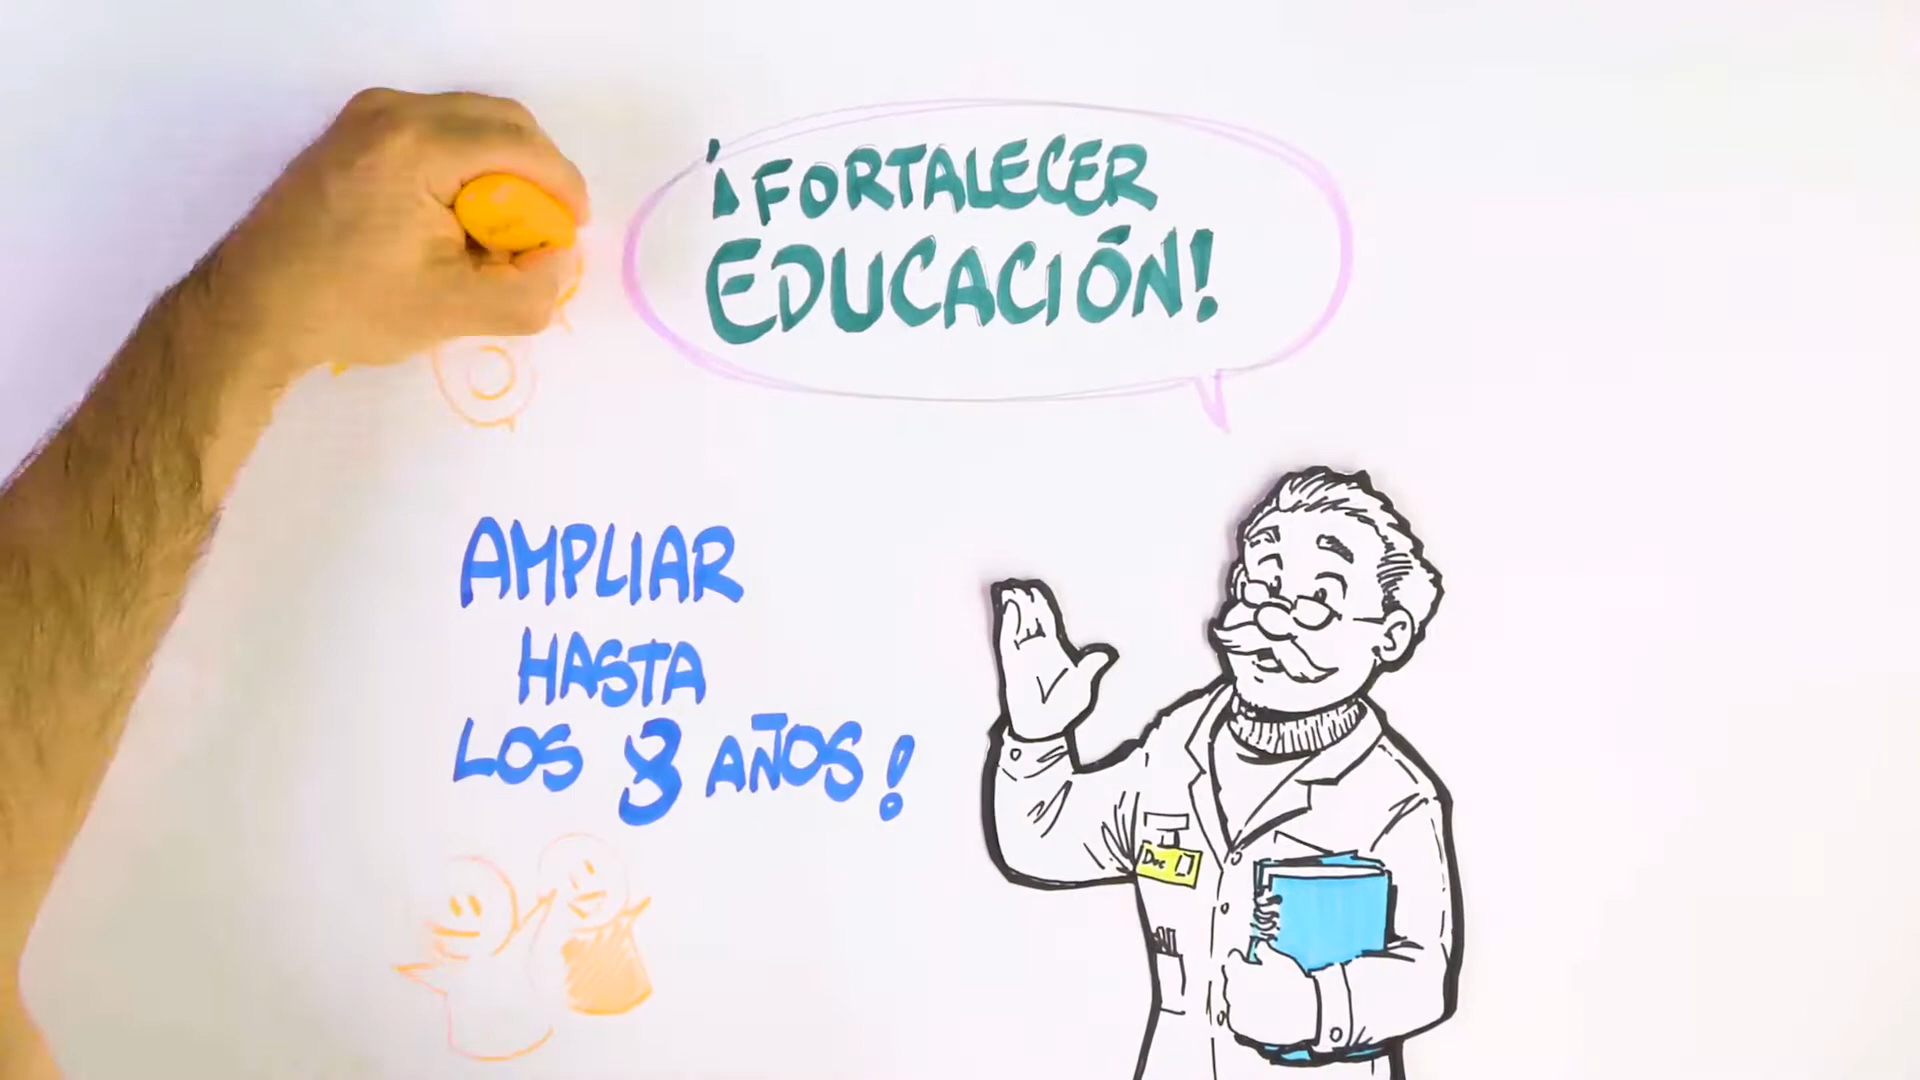 ¡FORTALECER
EDUCACIÓN!
AMPLIAR
HASTA
LOS 8 AÑOS!
Doc